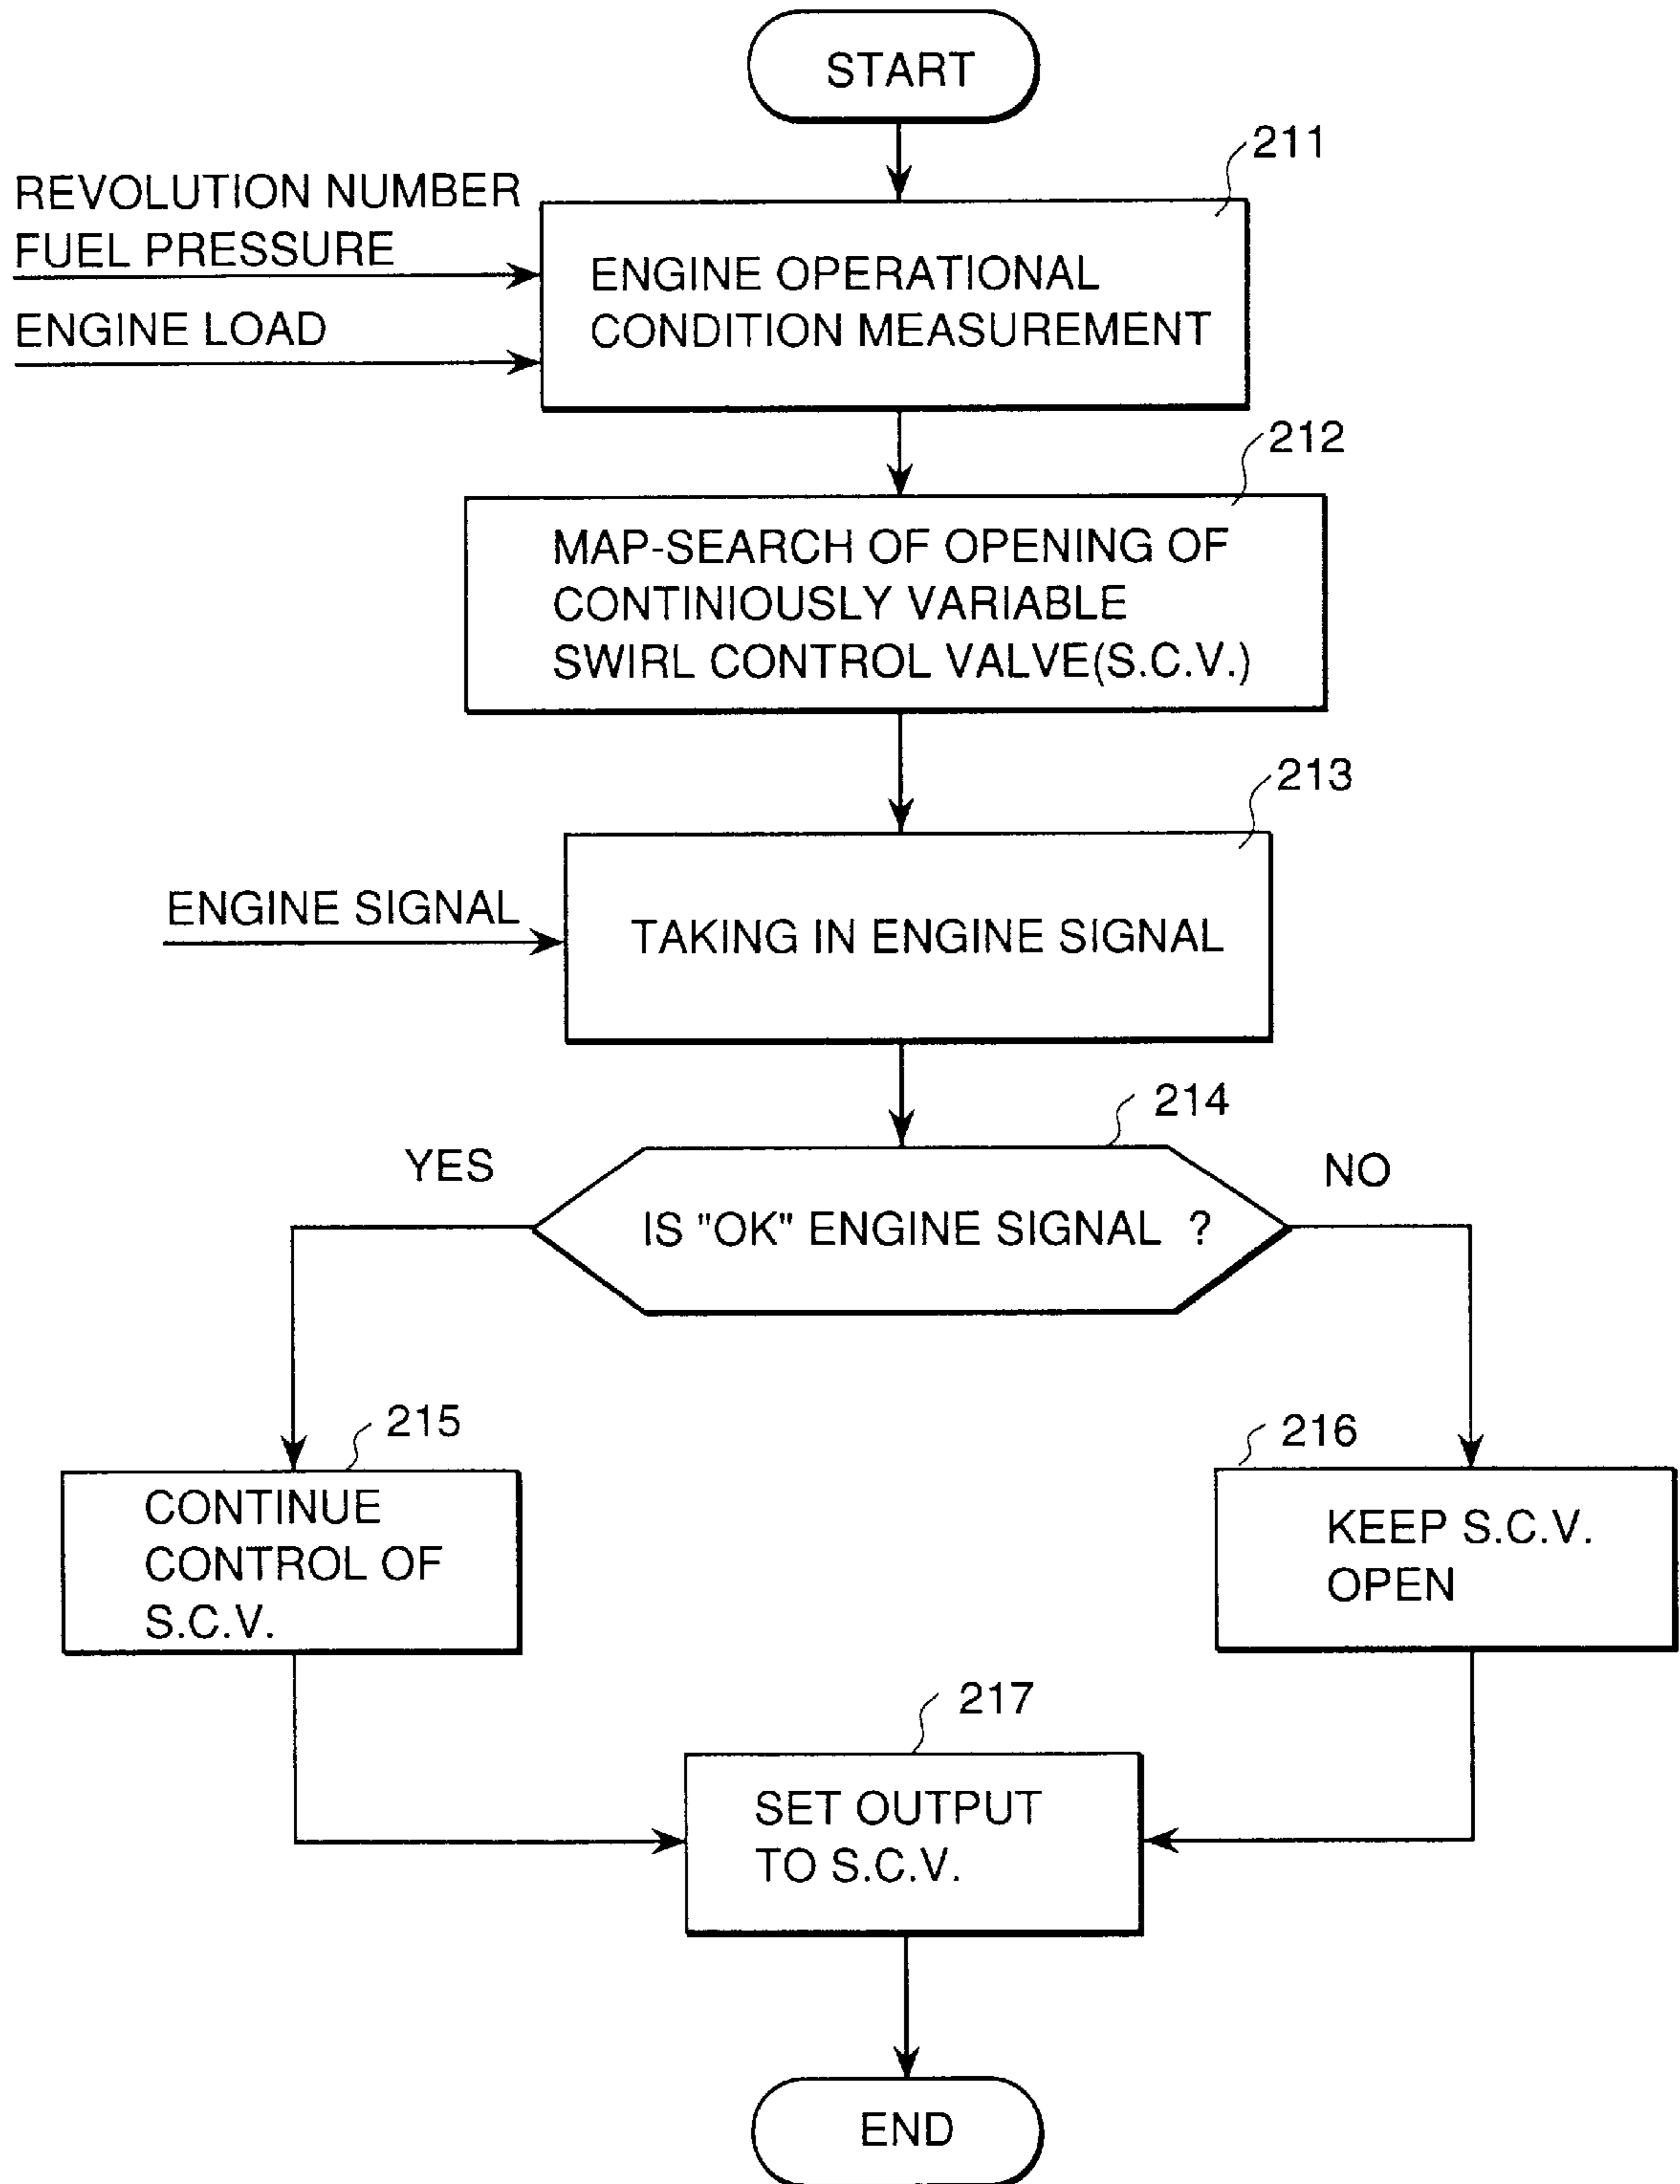 START
211
REVOLUTION NUMBER
FUEL PRESSURE
ENGINE LOAD
ENGINE OPERATIONAL
CONDITION MEASUREMENT
212
MAP-SEARCH OF OPENING OF
CONTINIOUSLY VARIABLE
SWIRL CONTROL VALVE(S.C.V.)
213
ENGINE SIGNAL
TAKING IN ENGINE SIGNAL
214
YES
NO
IS "OK" ENGINE SIGNAL ?
215
CONTINUE
CONTROL OF
S.C.V.
216
KEEP S.C.V.
OPEN
217
SET OUTPUT
TO S.C.V.
END